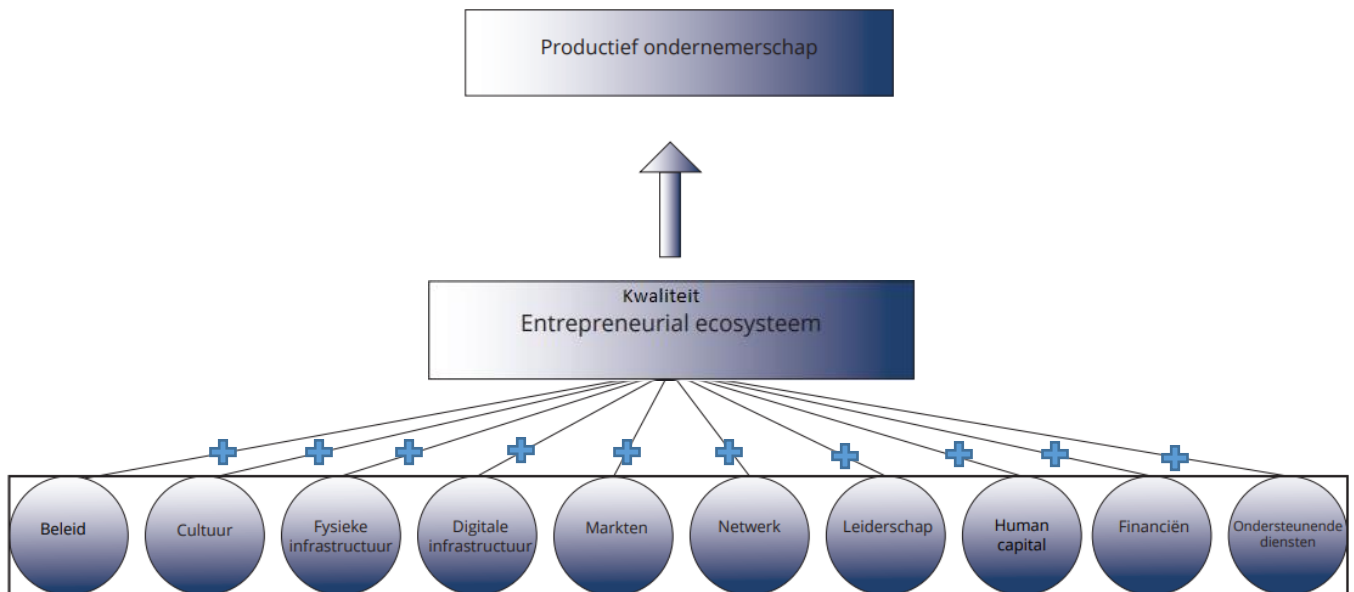 Productief ondernemerschap
Kwaliteit
Entrepreneurial ecosysteem
Beleid
Cultuur
Fysieke
infrastructuur
Digitale
infrastructuur
Markten
Netwerk
Leiderschap
Human
capital
Financiën
Ondersteunende
diensten